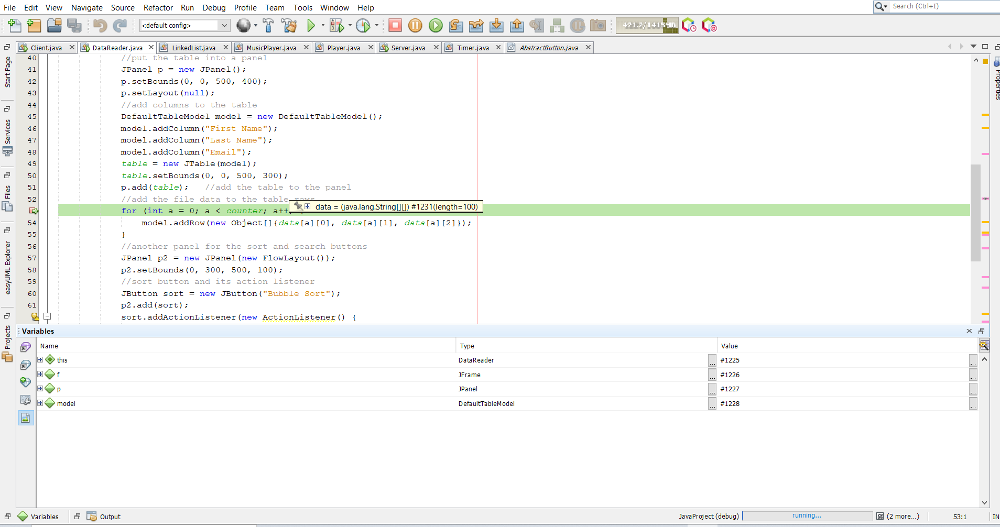 File Edit View Navigate Source Refactor Run Debug Profile Team Tools Window Help
Search (Ctrl+I)
<default config>
421.2/1415MB
Client.java DataReader.java LinkedList.java MusicPlayer.java Player.java Server.java Timer.java AbstractButton.java
Start Page
Services
Files
easyUML Explorer
Projects
Properties
40 //put the table into a panel
41 JPanel p = new JPanel();
42 p.setBounds(0, 0, 500, 400);
43 p.setLayout(null);
44 //add columns to the table
45 DefaultTableModel model = new DefaultTableModel();
46 model.addColumn("First Name");
47 model.addColumn("Last Name");
48 model.addColumn("Email");
49 table = new JTable(model);
50 table.setBounds(0, 0, 500, 300);
51 p.add(table); //add the table to the panel
52 //add the file data to the table rows
data = (java.lang.String[][]) #1231(length=100)
for (int a = 0; a < counter; a++) {
54 model.addRow(new Object[]{data[a][0], data[a][1], data[a][2]});
55 }
56 //another panel for the sort and search buttons
57 JPanel p2 = new JPanel(new FlowLayout());
58 p2.setBounds(0, 300, 500, 100);
59 //sort button and its action listener
60 JButton sort = new JButton("Bubble Sort");
61 p2.add(sort);
sort.addActionListener(new ActionListener() {
Variables
Name Type Value
this DataReader ... #1225 ...
f JFrame ... #1226 ...
p JPanel ... #1227 ...
model DefaultTableModel ... #1228 ...
Variables Output JavaProject (debug) running... (2 more...) 53:1 IN